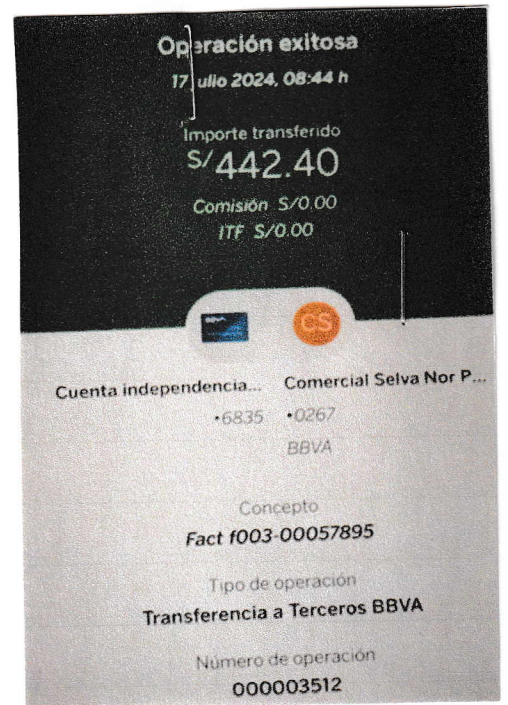 Operación exitosa
17 ulio 2024, 08:44 h
Importe transferido
S/442.40
Comisión S/0.00
ITF S/0.00
CS
Cuenta independencia... Comercial Selva Nor P...
•6835 •0267
BBVA
Concepto
Fact f003-00057895
Tipo de operación
Transferencia a Terceros BBVA
Número de operación
000003512